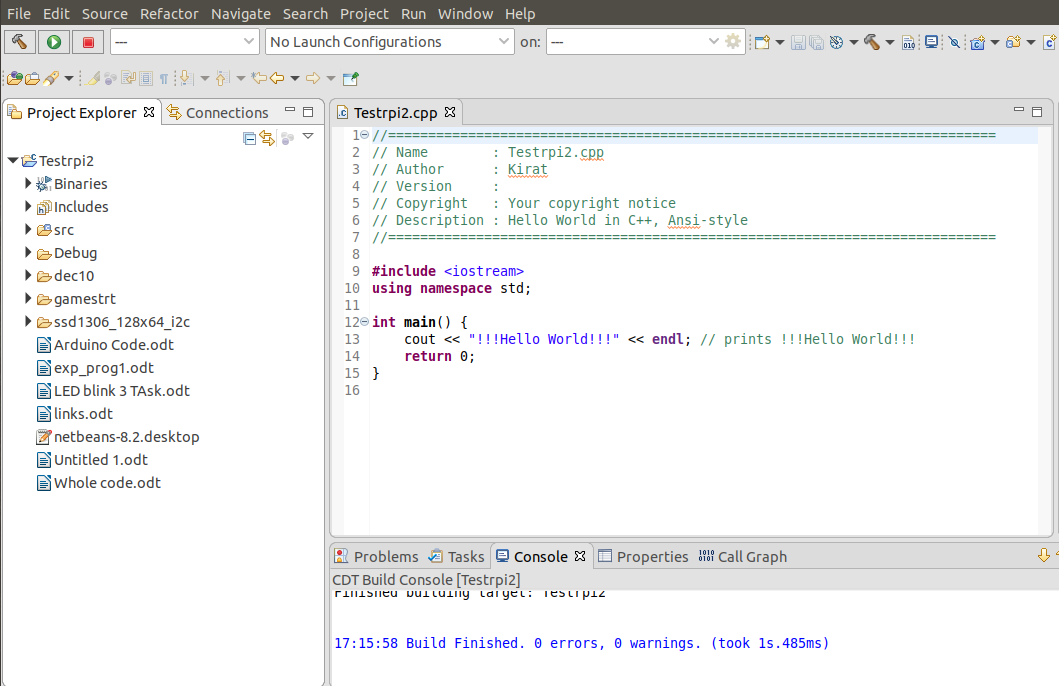 File Edit Source Refactor Navigate Search Project Run Window Help
--- No Launch Configurations on: ---
Project Explorer Connections
Testrpi2
Binaries
Includes
src
Debug
dec10
gamestrt
ssd1306_128x64_i2c
Arduino Code.odt
exp_prog1.odt
LED blink 3 TAsk.odt
links.odt
netbeans-8.2.desktop
Untitled 1.odt
Whole code.odt
Testrpi2.cpp
1 //============================================================================
2 // Name        : Testrpi2.cpp
3 // Author      : Kirat
4 // Version     :
5 // Copyright   : Your copyright notice
6 // Description : Hello World in C++, Ansi-style
7 //============================================================================
8
9 #include <iostream>
10 using namespace std;
11
12 int main() {
13     cout << "!!!Hello World!!!" << endl; // prints !!!Hello World!!!
14     return 0;
15 }
16
Problems Tasks Console Properties Call Graph
CDT Build Console [Testrpi2]
Finished building target: Testrpi2
17:15:58 Build Finished. 0 errors, 0 warnings. (took 1s.485ms)